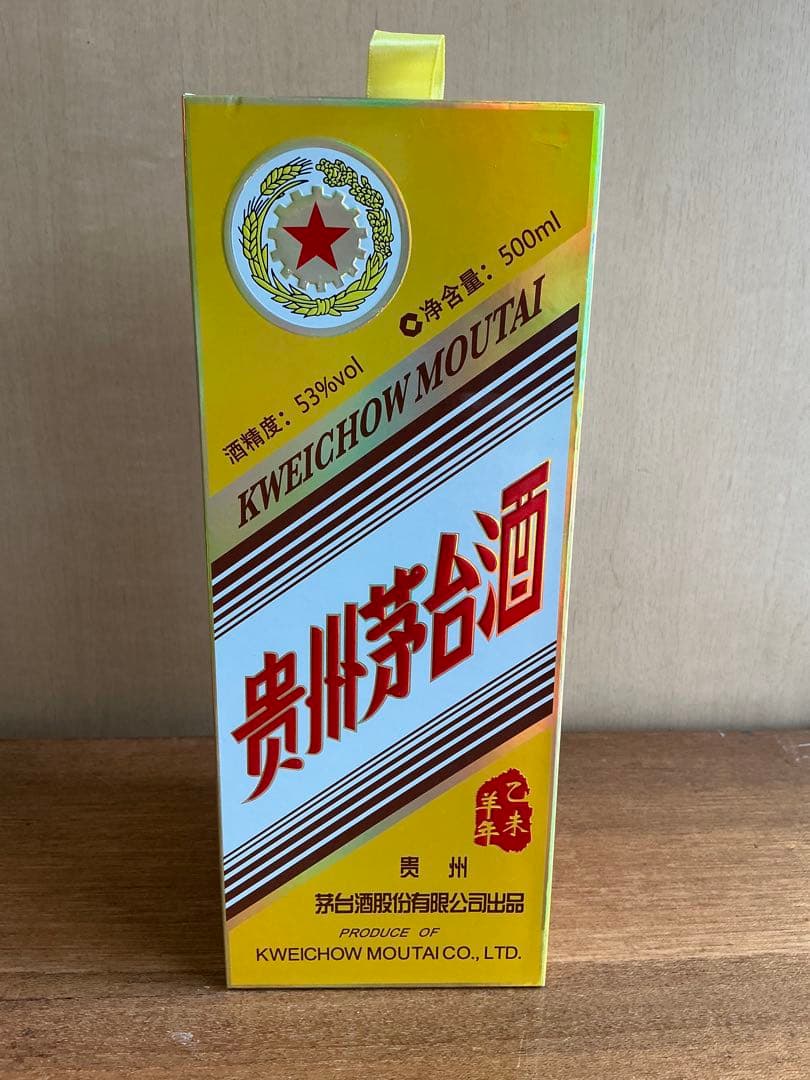 净含量：500ml
酒精度：53%vol
KWEICHOW MOUTAI
贵州茅台酒
乙未
羊年
贵州
茅台酒股份有限公司出品
PRODUCE OF
KWEICHOW MOUTAI CO., LTD.